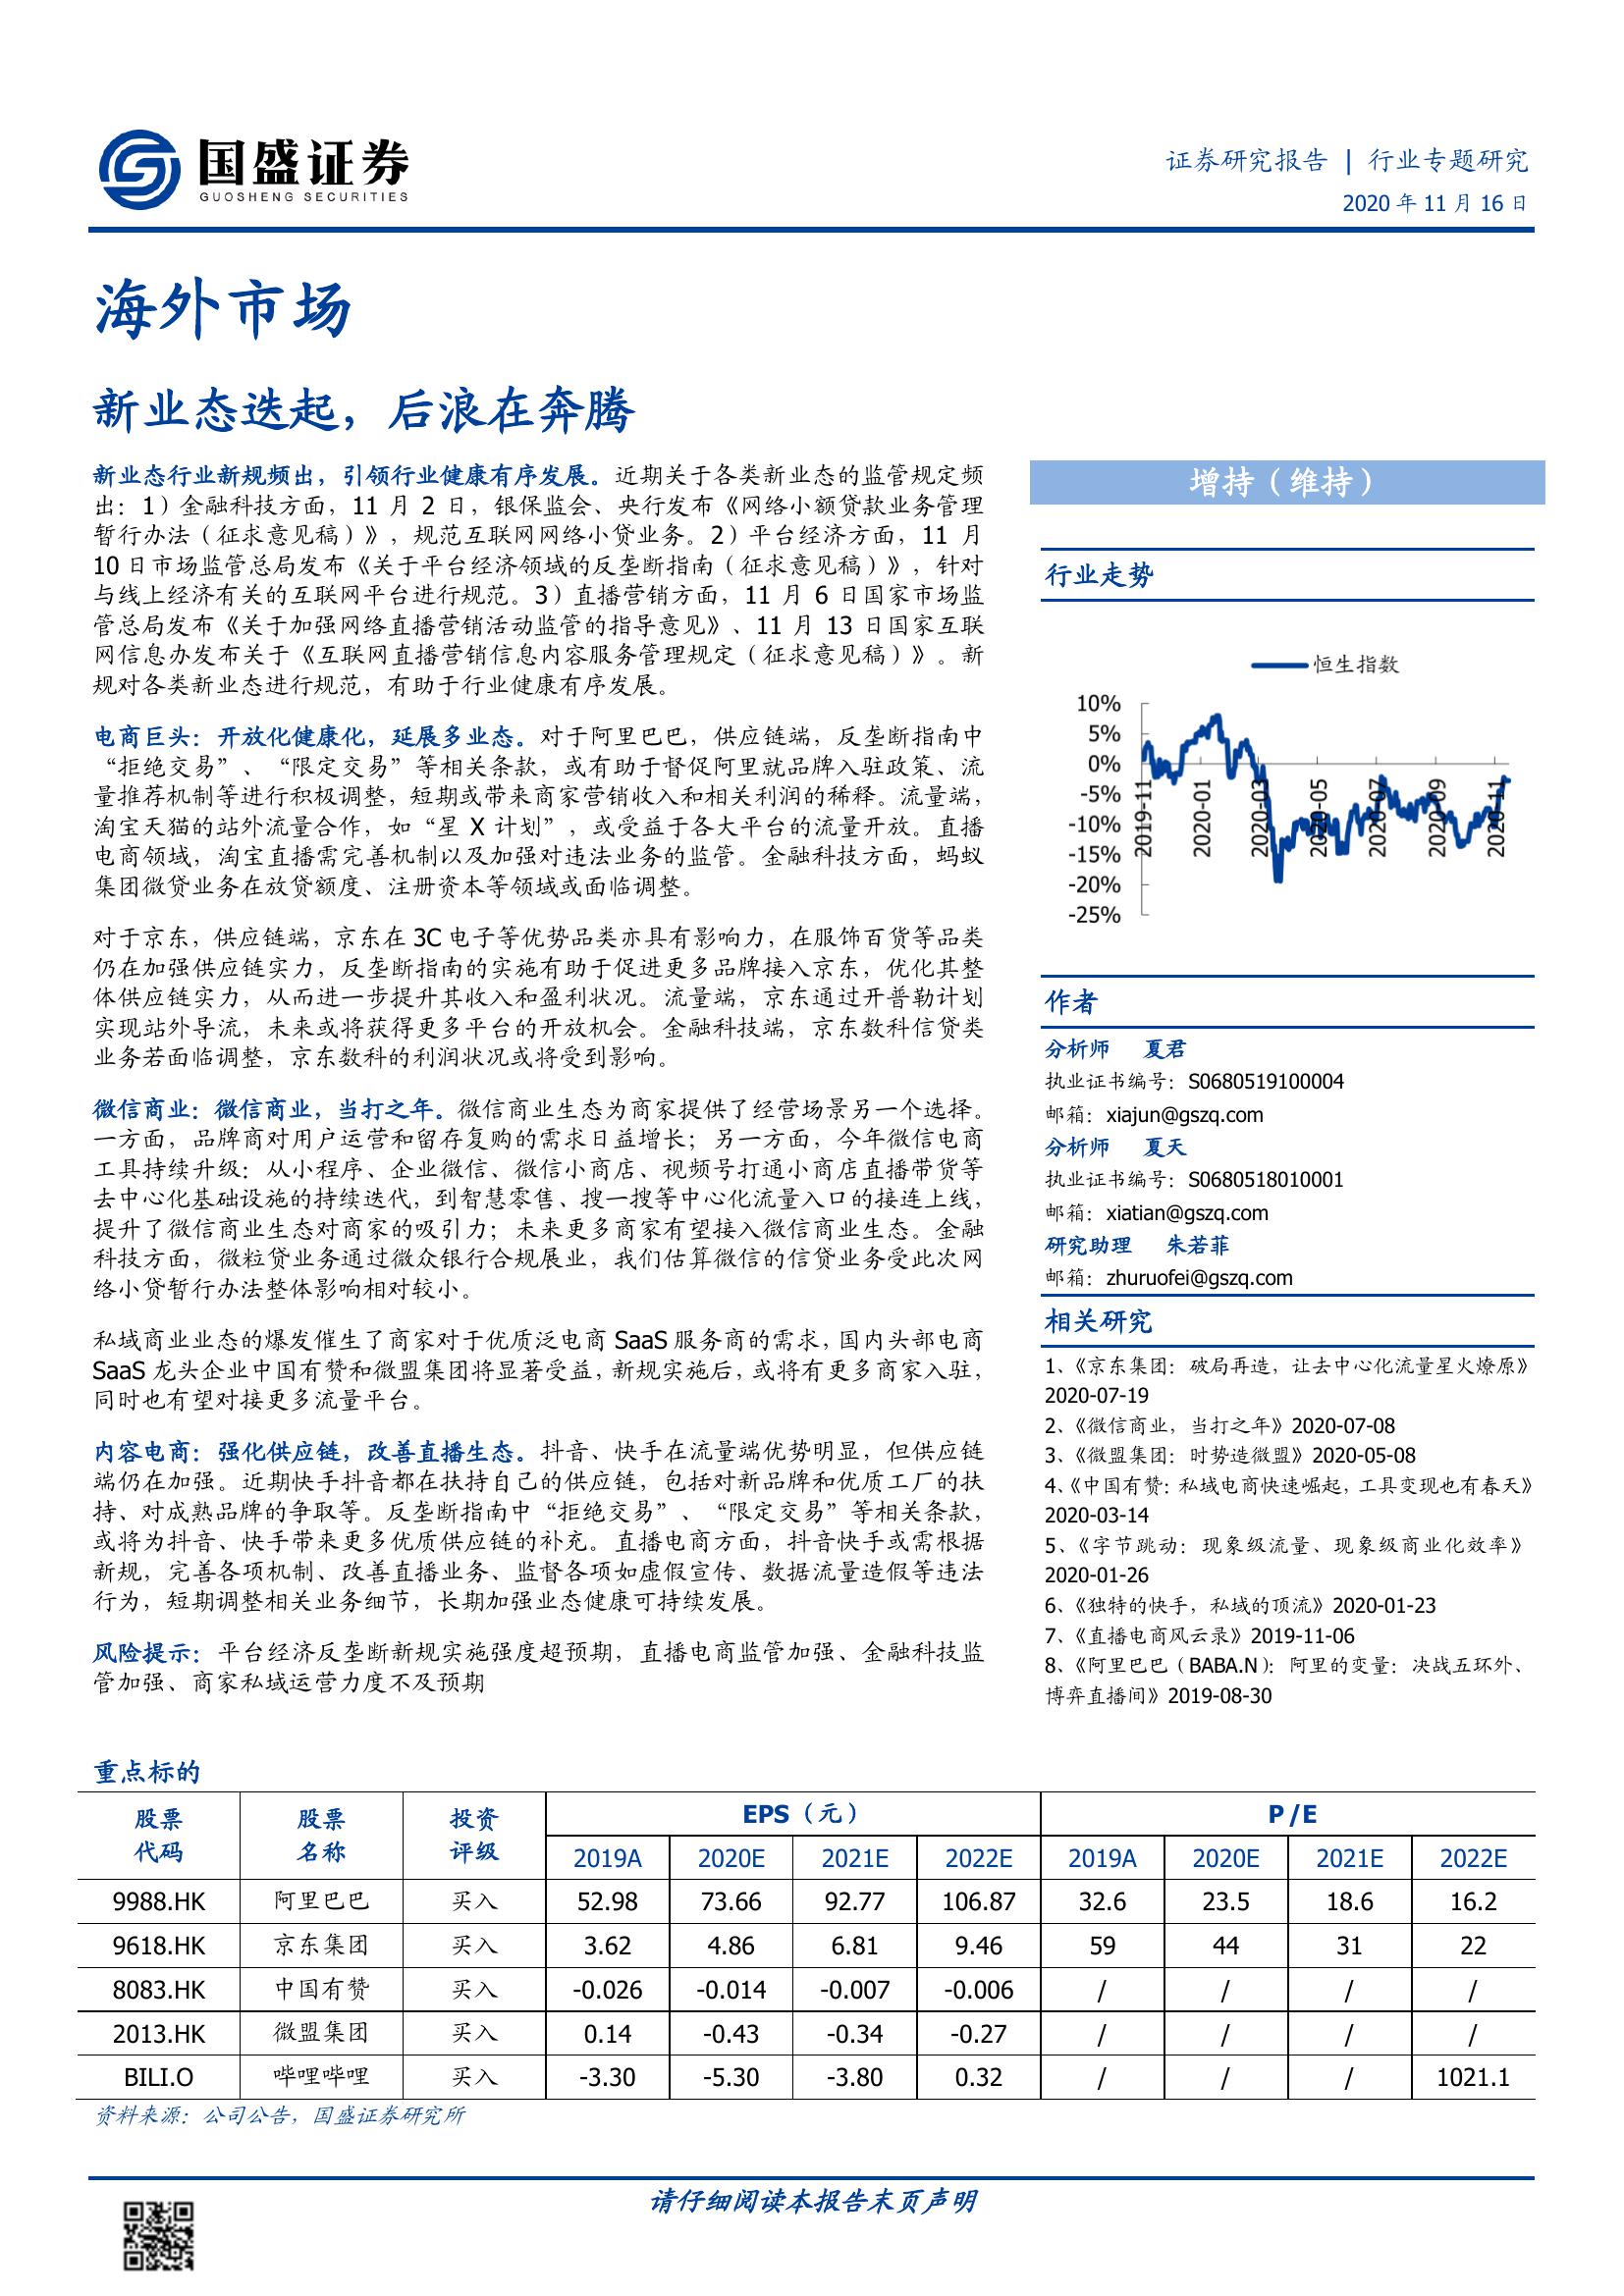 国盛证券
GUOSHENG SECURITIES
证券研究报告 | 行业专题研究
2020 年 11 月 16 日
海外市场
新业态迭起，后浪在奔腾
新业态行业新规频出，引领行业健康有序发展。近期关于各类新业态的监管规定频
出：1）金融科技方面，11 月 2 日，银保监会、央行发布《网络小额贷款业务管理
暂行办法（征求意见稿）》，规范互联网网络小贷业务。2）平台经济方面，11 月
10 日市场监管总局发布《关于平台经济领域的反垄断指南（征求意见稿）》，针对
与线上经济有关的互联网平台进行规范。3）直播营销方面，11 月 6 日国家市场监
管总局发布《关于加强网络直播营销活动监管的指导意见》、11 月 13 日国家互联
网信息办发布关于《互联网直播营销信息内容服务管理规定（征求意见稿）》。新
规对各类新业态进行规范，有助于行业健康有序发展。
电商巨头：开放化健康化，延展多业态。对于阿里巴巴，供应链端，反垄断指南中
“拒绝交易”、“限定交易”等相关条款，或有助于督促阿里就品牌入驻政策、流
量推荐机制等进行积极调整，短期或带来商家营销收入和相关利润的稀释。流量端，
淘宝天猫的站外流量合作，如“星 X 计划”，或受益于各大平台的流量开放。直播
电商领域，淘宝直播需完善机制以及加强对违法业务的监管。金融科技方面，蚂蚁
集团微贷业务在放贷额度、注册资本等领域或面临调整。
对于京东，供应链端，京东在 3C 电子等优势品类亦具有影响力，在服饰百货等品类
仍在加强供应链实力，反垄断指南的实施有助于促进更多品牌接入京东，优化其整
体供应链实力，从而进一步提升其收入和盈利状况。流量端，京东通过开普勒计划
实现站外导流，未来或将获得更多平台的开放机会。金融科技端，京东数科信贷类
业务若面临调整，京东数科的利润状况或将受到影响。
微信商业：微信商业，当打之年。微信商业生态为商家提供了经营场景另一个选择。
一方面，品牌商对用户运营和留存复购的需求日益增长；另一方面，今年微信电商
工具持续升级：从小程序、企业微信、微信小商店、视频号打通小商店直播带货等
去中心化基础设施的持续迭代，到智慧零售、搜一搜等中心化流量入口的接连上线，
提升了微信商业生态对商家的吸引力；未来更多商家有望接入微信商业生态。金融
科技方面，微粒贷业务通过微众银行合规展业，我们估算微信的信贷业务受此次网
络小贷暂行办法整体影响相对较小。
私域商业业态的爆发催生了商家对于优质泛电商 SaaS 服务商的需求，国内头部电商
SaaS 龙头企业中国有赞和微盟集团将显著受益，新规实施后，或将有更多商家入驻，
同时也有望对接更多流量平台。
内容电商：强化供应链，改善直播生态。抖音、快手在流量端优势明显，但供应链
端仍在加强。近期快手抖音都在扶持自己的供应链，包括对新品牌和优质工厂的扶
持、对成熟品牌的争取等。反垄断指南中“拒绝交易”、“限定交易”等相关条款，
或将为抖音、快手带来更多优质供应链的补充。直播电商方面，抖音快手或需根据
新规，完善各项机制、改善直播业务、监督各项如虚假宣传、数据流量造假等违法
行为，短期调整相关业务细节，长期加强业态健康可持续发展。
风险提示：平台经济反垄断新规实施强度超预期，直播电商监管加强、金融科技监
管加强、商家私域运营力度不及预期
增持（维持）
行业走势
恒生指数
10%
5%
0%
-5%
-10%
-15%
-20%
-25%
2019-11
2020-01
2020-03
2020-05
2020-07
2020-09
2020-11
作者
分析师 夏君
执业证书编号：S0680519100004
邮箱：xiajun@gszq.com
分析师 夏天
执业证书编号：S0680518010001
邮箱：xiatian@gszq.com
研究助理 朱若菲
邮箱：zhuruofei@gszq.com
相关研究
1、《京东集团：破局再造，让去中心化流量星火燎原》
2020-07-19
2、《微信商业，当打之年》2020-07-08
3、《微盟集团：时势造微盟》2020-05-08
4、《中国有赞：私域电商快速崛起，工具变现也有春天》
2020-03-14
5、《字节跳动：现象级流量、现象级商业化效率》
2020-01-26
6、《独特的快手，私域的顶流》2020-01-23
7、《直播电商风云录》2019-11-06
8、《阿里巴巴（BABA.N）：阿里的变量：决战五环外、
博弈直播间》2019-08-30
重点标的
股票 股票 投资 EPS（元） P /E
代码 名称 评级 2019A 2020E 2021E 2022E 2019A 2020E 2021E 2022E
9988.HK 阿里巴巴 买入 52.98 73.66 92.77 106.87 32.6 23.5 18.6 16.2
9618.HK 京东集团 买入 3.62 4.86 6.81 9.46 59 44 31 22
8083.HK 中国有赞 买入 -0.026 -0.014 -0.007 -0.006 / / / /
2013.HK 微盟集团 买入 0.14 -0.43 -0.34 -0.27 / / / /
BILI.O 哔哩哔哩 买入 -3.30 -5.30 -3.80 0.32 / / / 1021.1
资料来源：公司公告，国盛证券研究所
请仔细阅读本报告末页声明